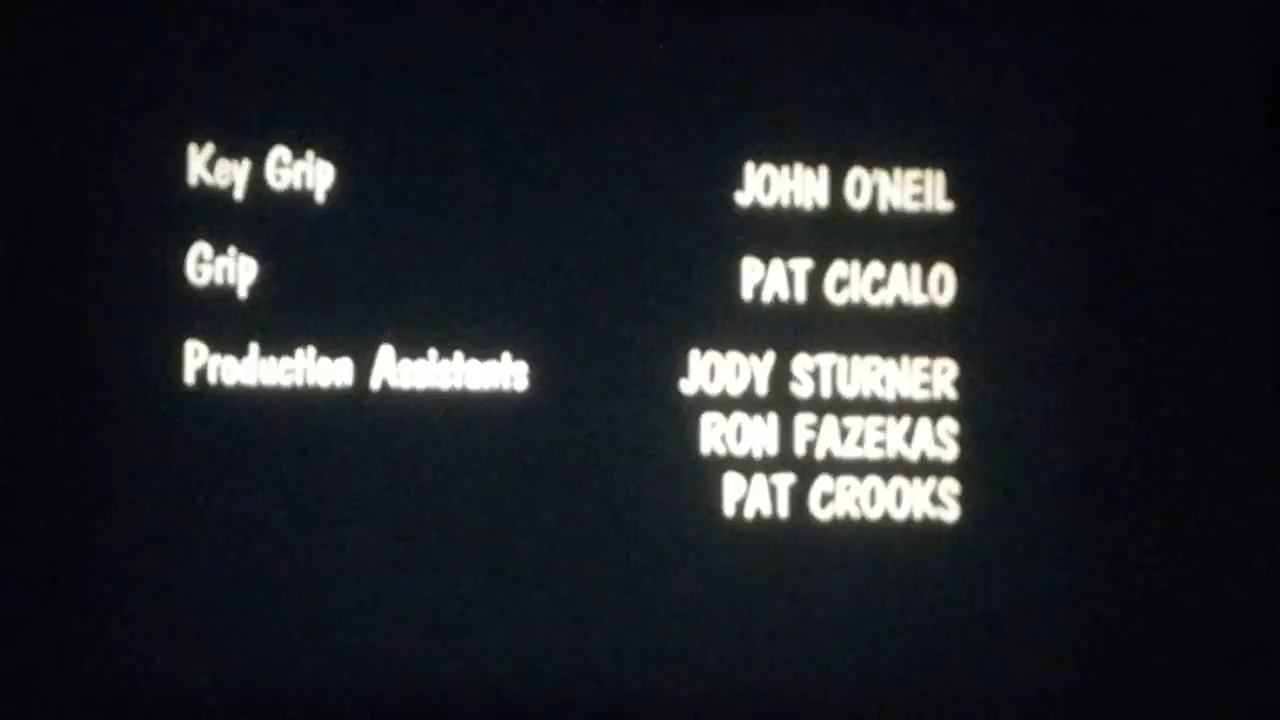 Key Grip JOHN O'NEIL
Grip PAT CICALO
Production Assistants JODY STURNER
RON FAZEKAS
PAT CROOKS